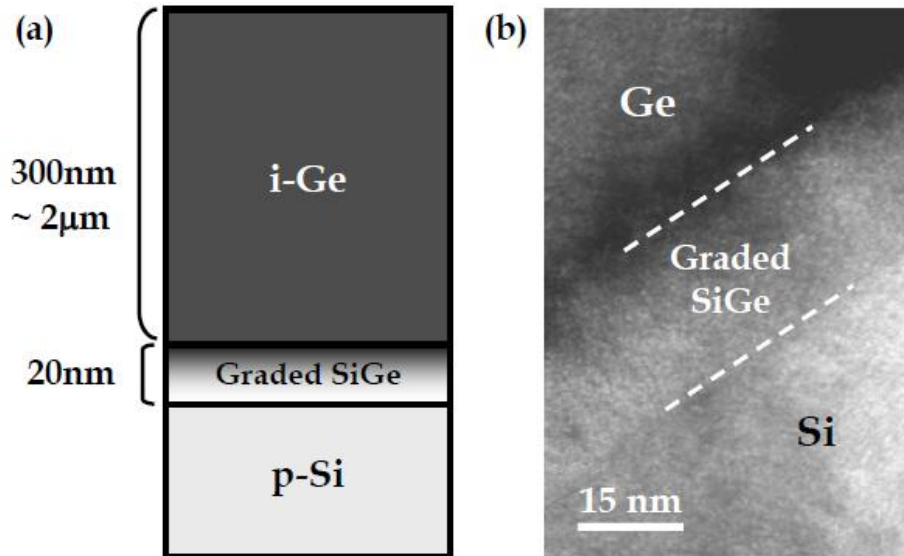 (a)
300nm
~ 2μm
i-Ge
20nm
Graded SiGe
p-Si
(b)
Ge
Graded
SiGe
Si
15 nm